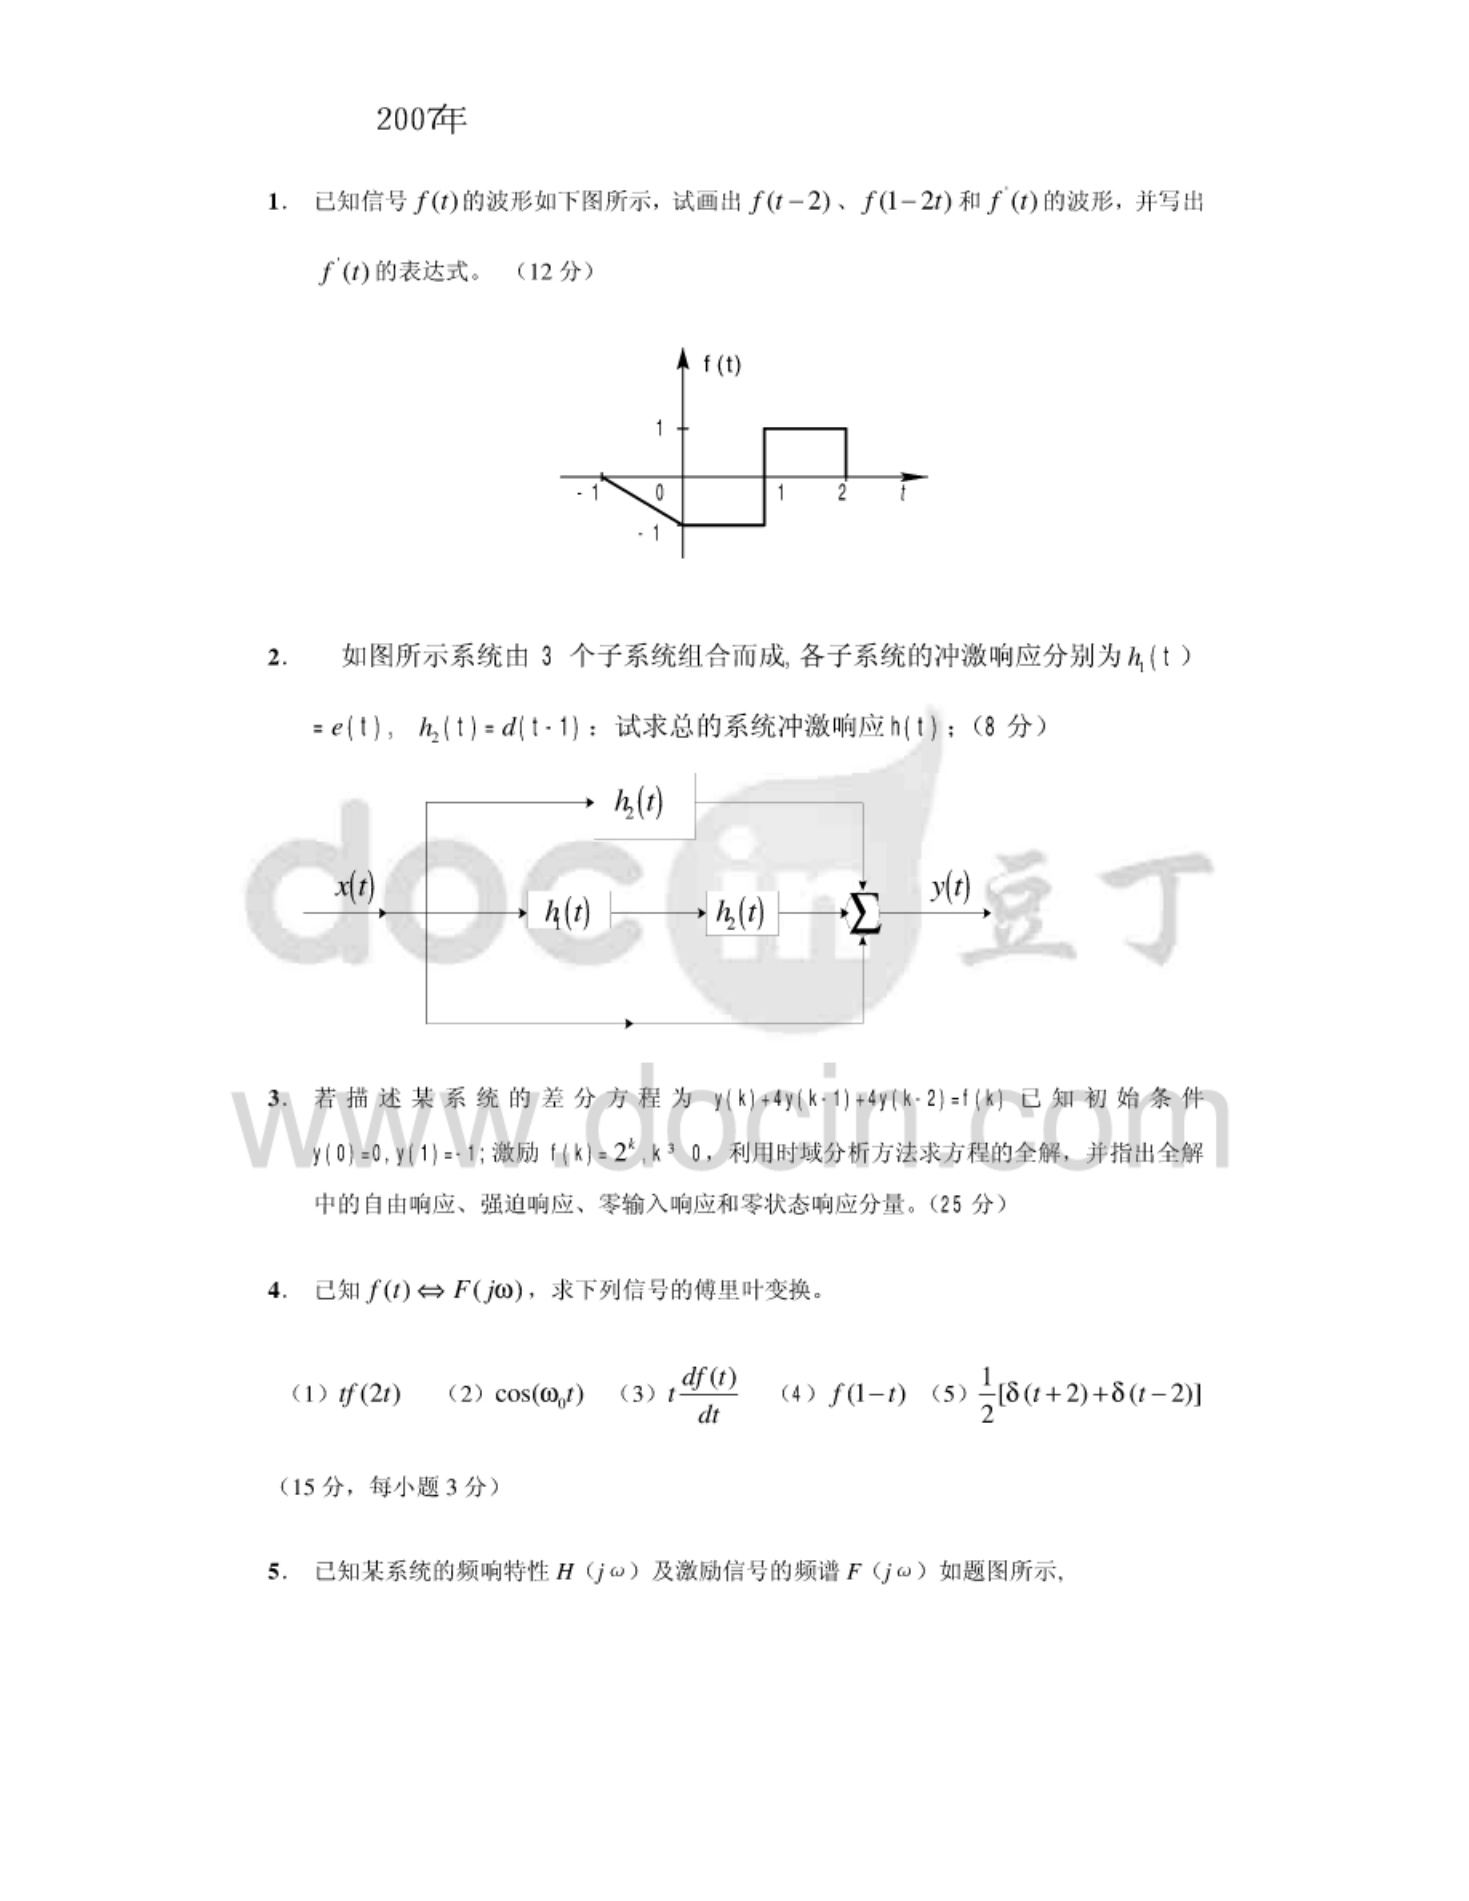 2007年
1. 已知信号 f(t)的波形如下图所示，试画出 f(t−2)、f(1−2t) 和 f'(t)的波形，并写出
f'(t)的表达式。 （12 分）
f(t)
1
-1 0 1 2 t
-1
2. 如图所示系统由 3 个子系统组合而成, 各子系统的冲激响应分别为 h₁(t)
=e(t), h₂(t)=d(t-1)：试求总的系统冲激响应 h(t)；（8 分）
h₂(t)
x(t) h₁(t) h₂(t) Σ y(t)
docin 豆丁
www.docin.com
3. 若描述某系统的差分方程为 y(k)+4y(k-1)+4y(k-2)=f(k) 已知初始条件
y(0)=0,y(1)=-1;激励 f(k)=2ᵏ,k ³ 0，利用时域分析方法求方程的全解，并指出全解
中的自由响应、强迫响应、零输入响应和零状态响应分量。（25 分）
4. 已知 f(t)⇔F(jω)，求下列信号的傅里叶变换。
（1）tf(2t) （2）cos(ω₀t) （3）t df(t)/dt （4）f(1−t) （5）1/2[δ(t+2)+δ(t−2)]
（15 分，每小题 3 分）
5. 已知某系统的频响特性 H（jω）及激励信号的频谱 F（jω）如题图所示,